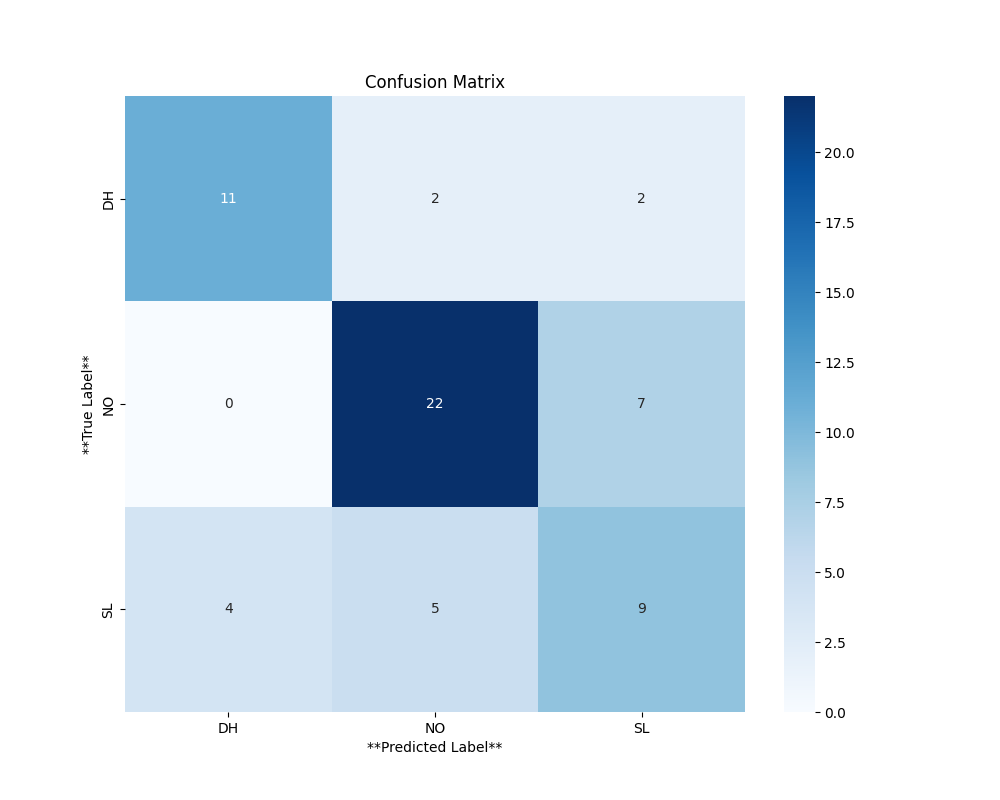 Confusion Matrix
DH 11 2 2
NO 0 22 7
SL 4 5 9
DH NO SL
**True Label**
**Predicted Label**
20.0
17.5
15.0
12.5
10.0
7.5
5.0
2.5
0.0